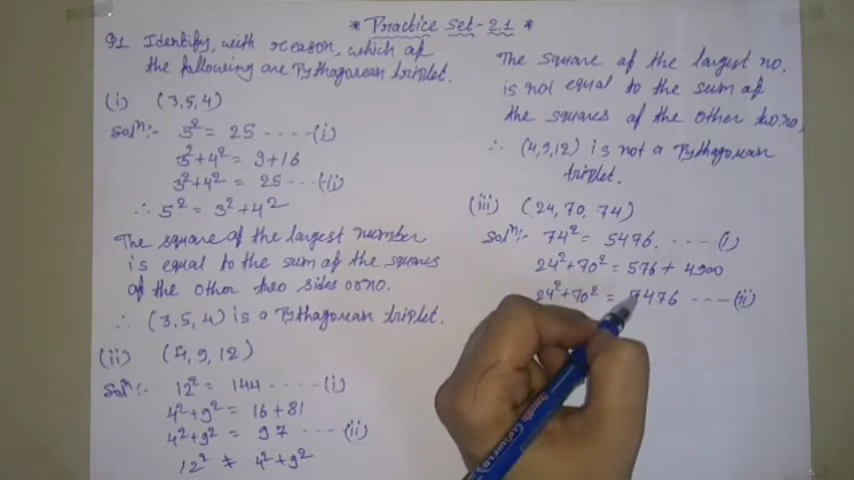 * Practice Set-2.1 *
Q1 Identify, with reason, which of
the following are Pythagorean triplet.
(i) (3,5,4)
Solⁿ:- 5² = 25 ----- (i)
3²+4² = 9+16
3²+4² = 25 --- (ii)
∴ 5² = 3²+4²
The square of the largest number
is equal to the sum of the squares
of the other two sides or no.
∴ (3,5,4) is a Pythagorean triplet.
(ii) (4,9,12)
Solⁿ:- 12² = 144 ----- (i)
4²+9² = 16+81
4²+9² = 97 ---- (ii)
12² ≠ 4²+9²
The square of the largest no.
is not equal to the sum of
the squares of the other two no.
∴ (4,9,12) is not a Pythagorean
triplet.
(iii) (24,70,74)
Solⁿ:- 74² = 5476. ---- (i)
24²+70² = 576+4900
24²+70² = 5476 ---- (ii)